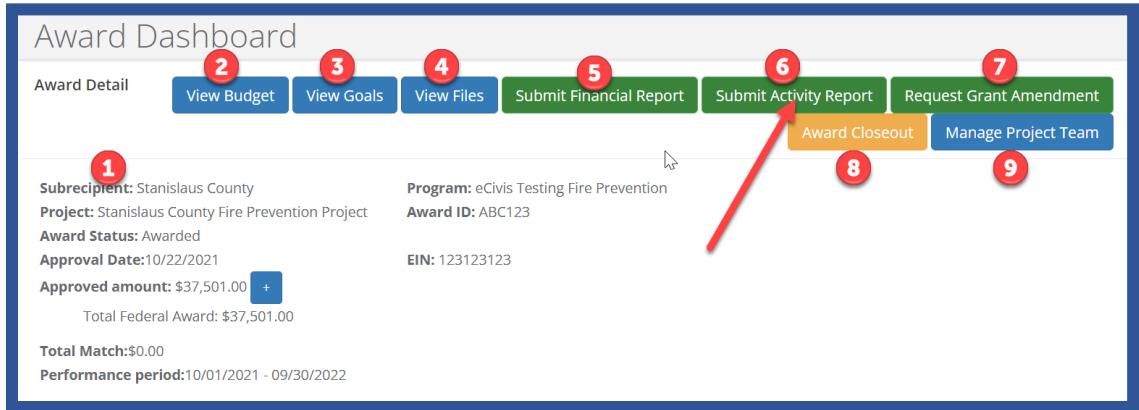 Award Dashboard
2 3 4 5 6 7
Award Detail View Budget View Goals View Files Submit Financial Report Submit Activity Report Request Grant Amendment
Award Closeout Manage Project Team
1 8 9
Subrecipient: Stanislaus County Program: eCivis Testing Fire Prevention
Project: Stanislaus County Fire Prevention Project Award ID: ABC123
Award Status: Awarded
Approval Date:10/22/2021 EIN: 123123123
Approved amount: $37,501.00 +
Total Federal Award: $37,501.00
Total Match:$0.00
Performance period:10/01/2021 - 09/30/2022